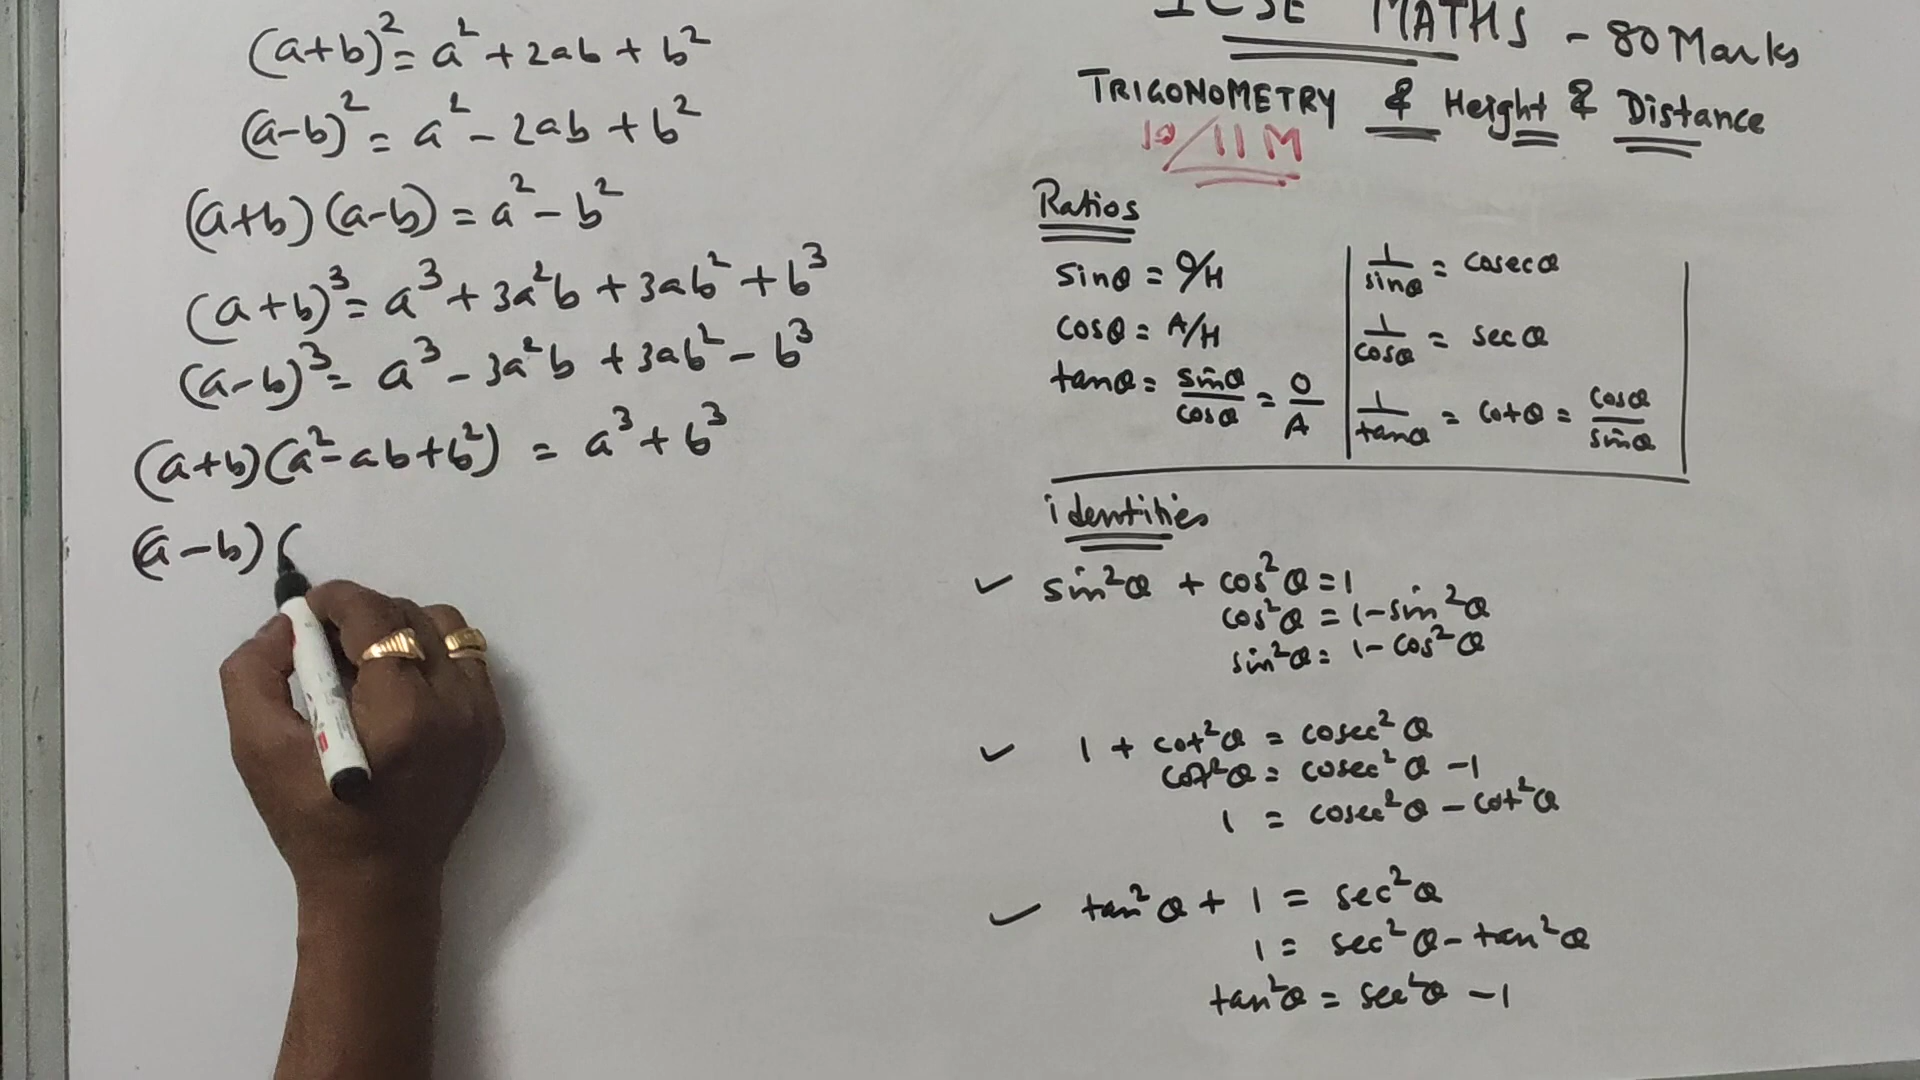 (a+b)² = a² + 2ab + b²
(a-b)² = a² - 2ab + b²
(a+b)(a-b) = a² - b²
(a+b)³ = a³ + 3a²b + 3ab² + b³
(a-b)³ = a³ - 3a²b + 3ab² - b³
(a+b)(a²-ab+b²) = a³ + b³
(a-b)(
ICSE MATHS - 80 Marks
TRIGONOMETRY & Height & Distance
10/11 M
Ratios
sinθ = O/H
cosθ = A/H
tanθ = sinθ/cosθ = O/A
1/sinθ = cosecθ
1/cosθ = secθ
1/tanθ = cotθ = cosθ/sinθ
identities
✓ sin²θ + cos²θ = 1
cos²θ = 1-sin²θ
sin²θ = 1-cos²θ
✓ 1 + cot²θ = cosec²θ
cot²θ = cosec²θ - 1
1 = cosec²θ - cot²θ
✓ tan²θ + 1 = sec²θ
1 = sec²θ - tan²θ
tan²θ = sec²θ - 1